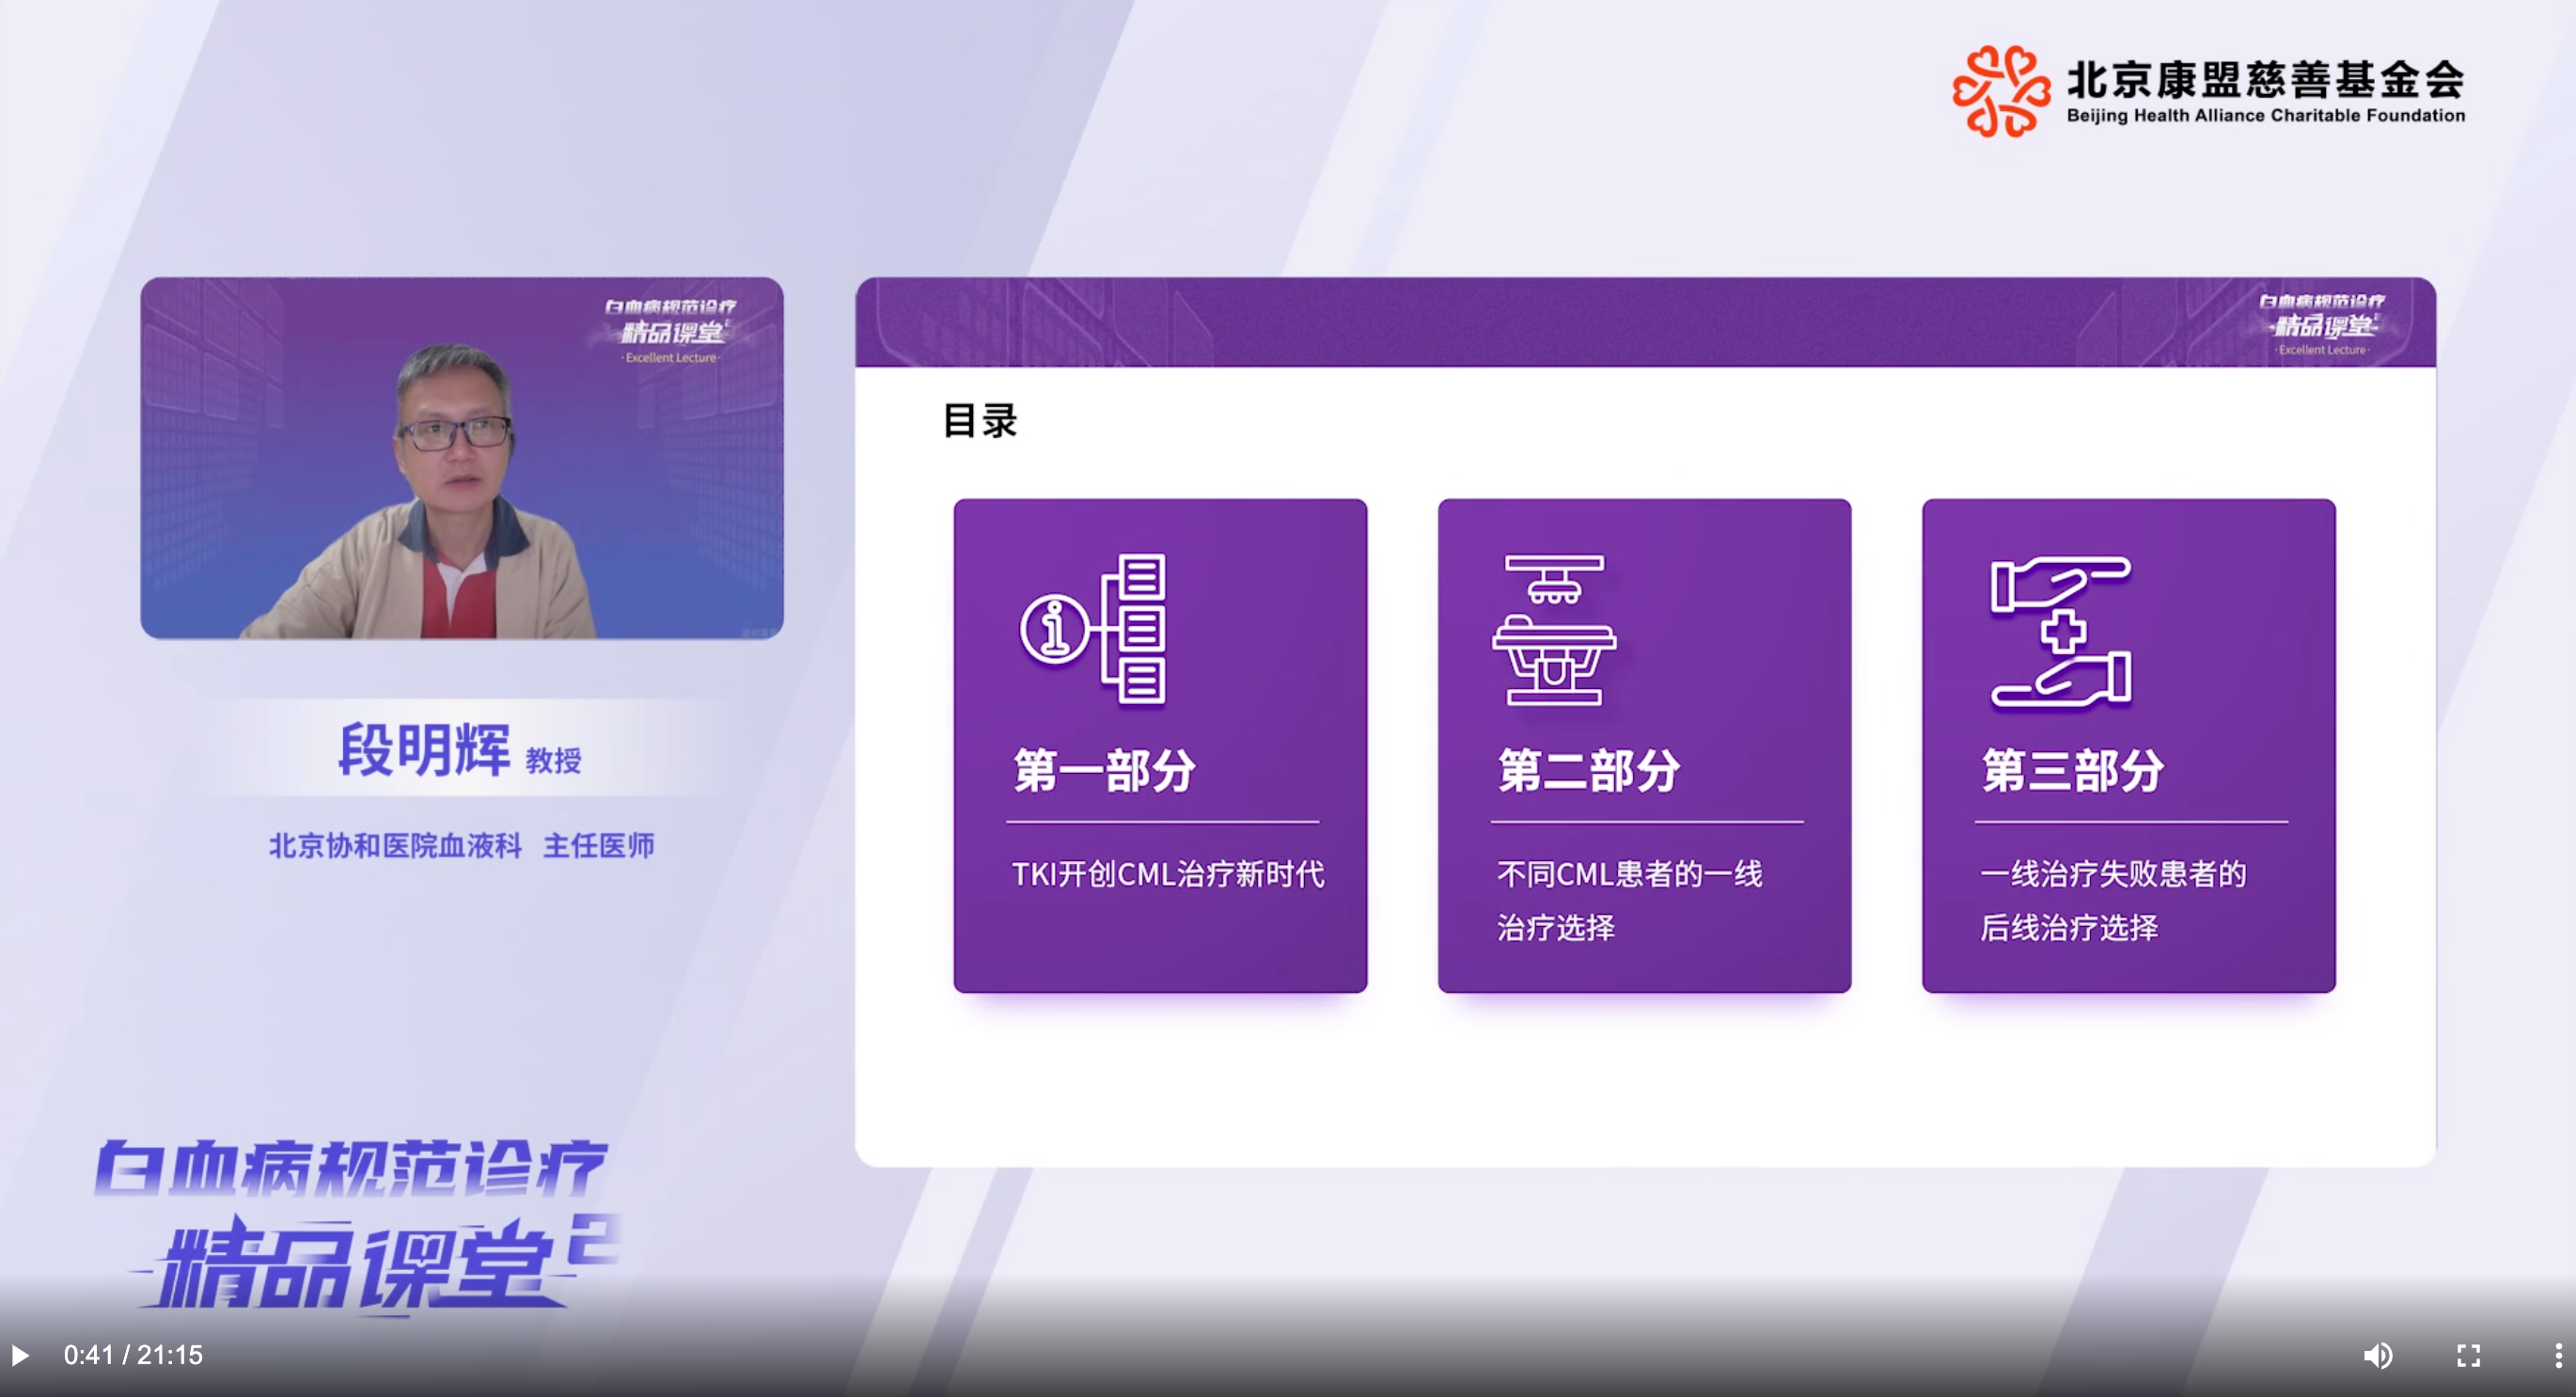 北京康盟慈善基金会
Beijing Health Alliance Charitable Foundation
白血病规范诊疗
精品课堂2
·Excellent Lecture·
段明辉 教授
北京协和医院血液科 主任医师
白血病规范诊疗
精品课堂2
·Excellent Lecture·
目录
第一部分
TKI开创CML治疗新时代
第二部分
不同CML患者的一线
治疗选择
第三部分
一线治疗失败患者的
后线治疗选择
白血病规范诊疗
精品课堂2
0:41 / 21:15